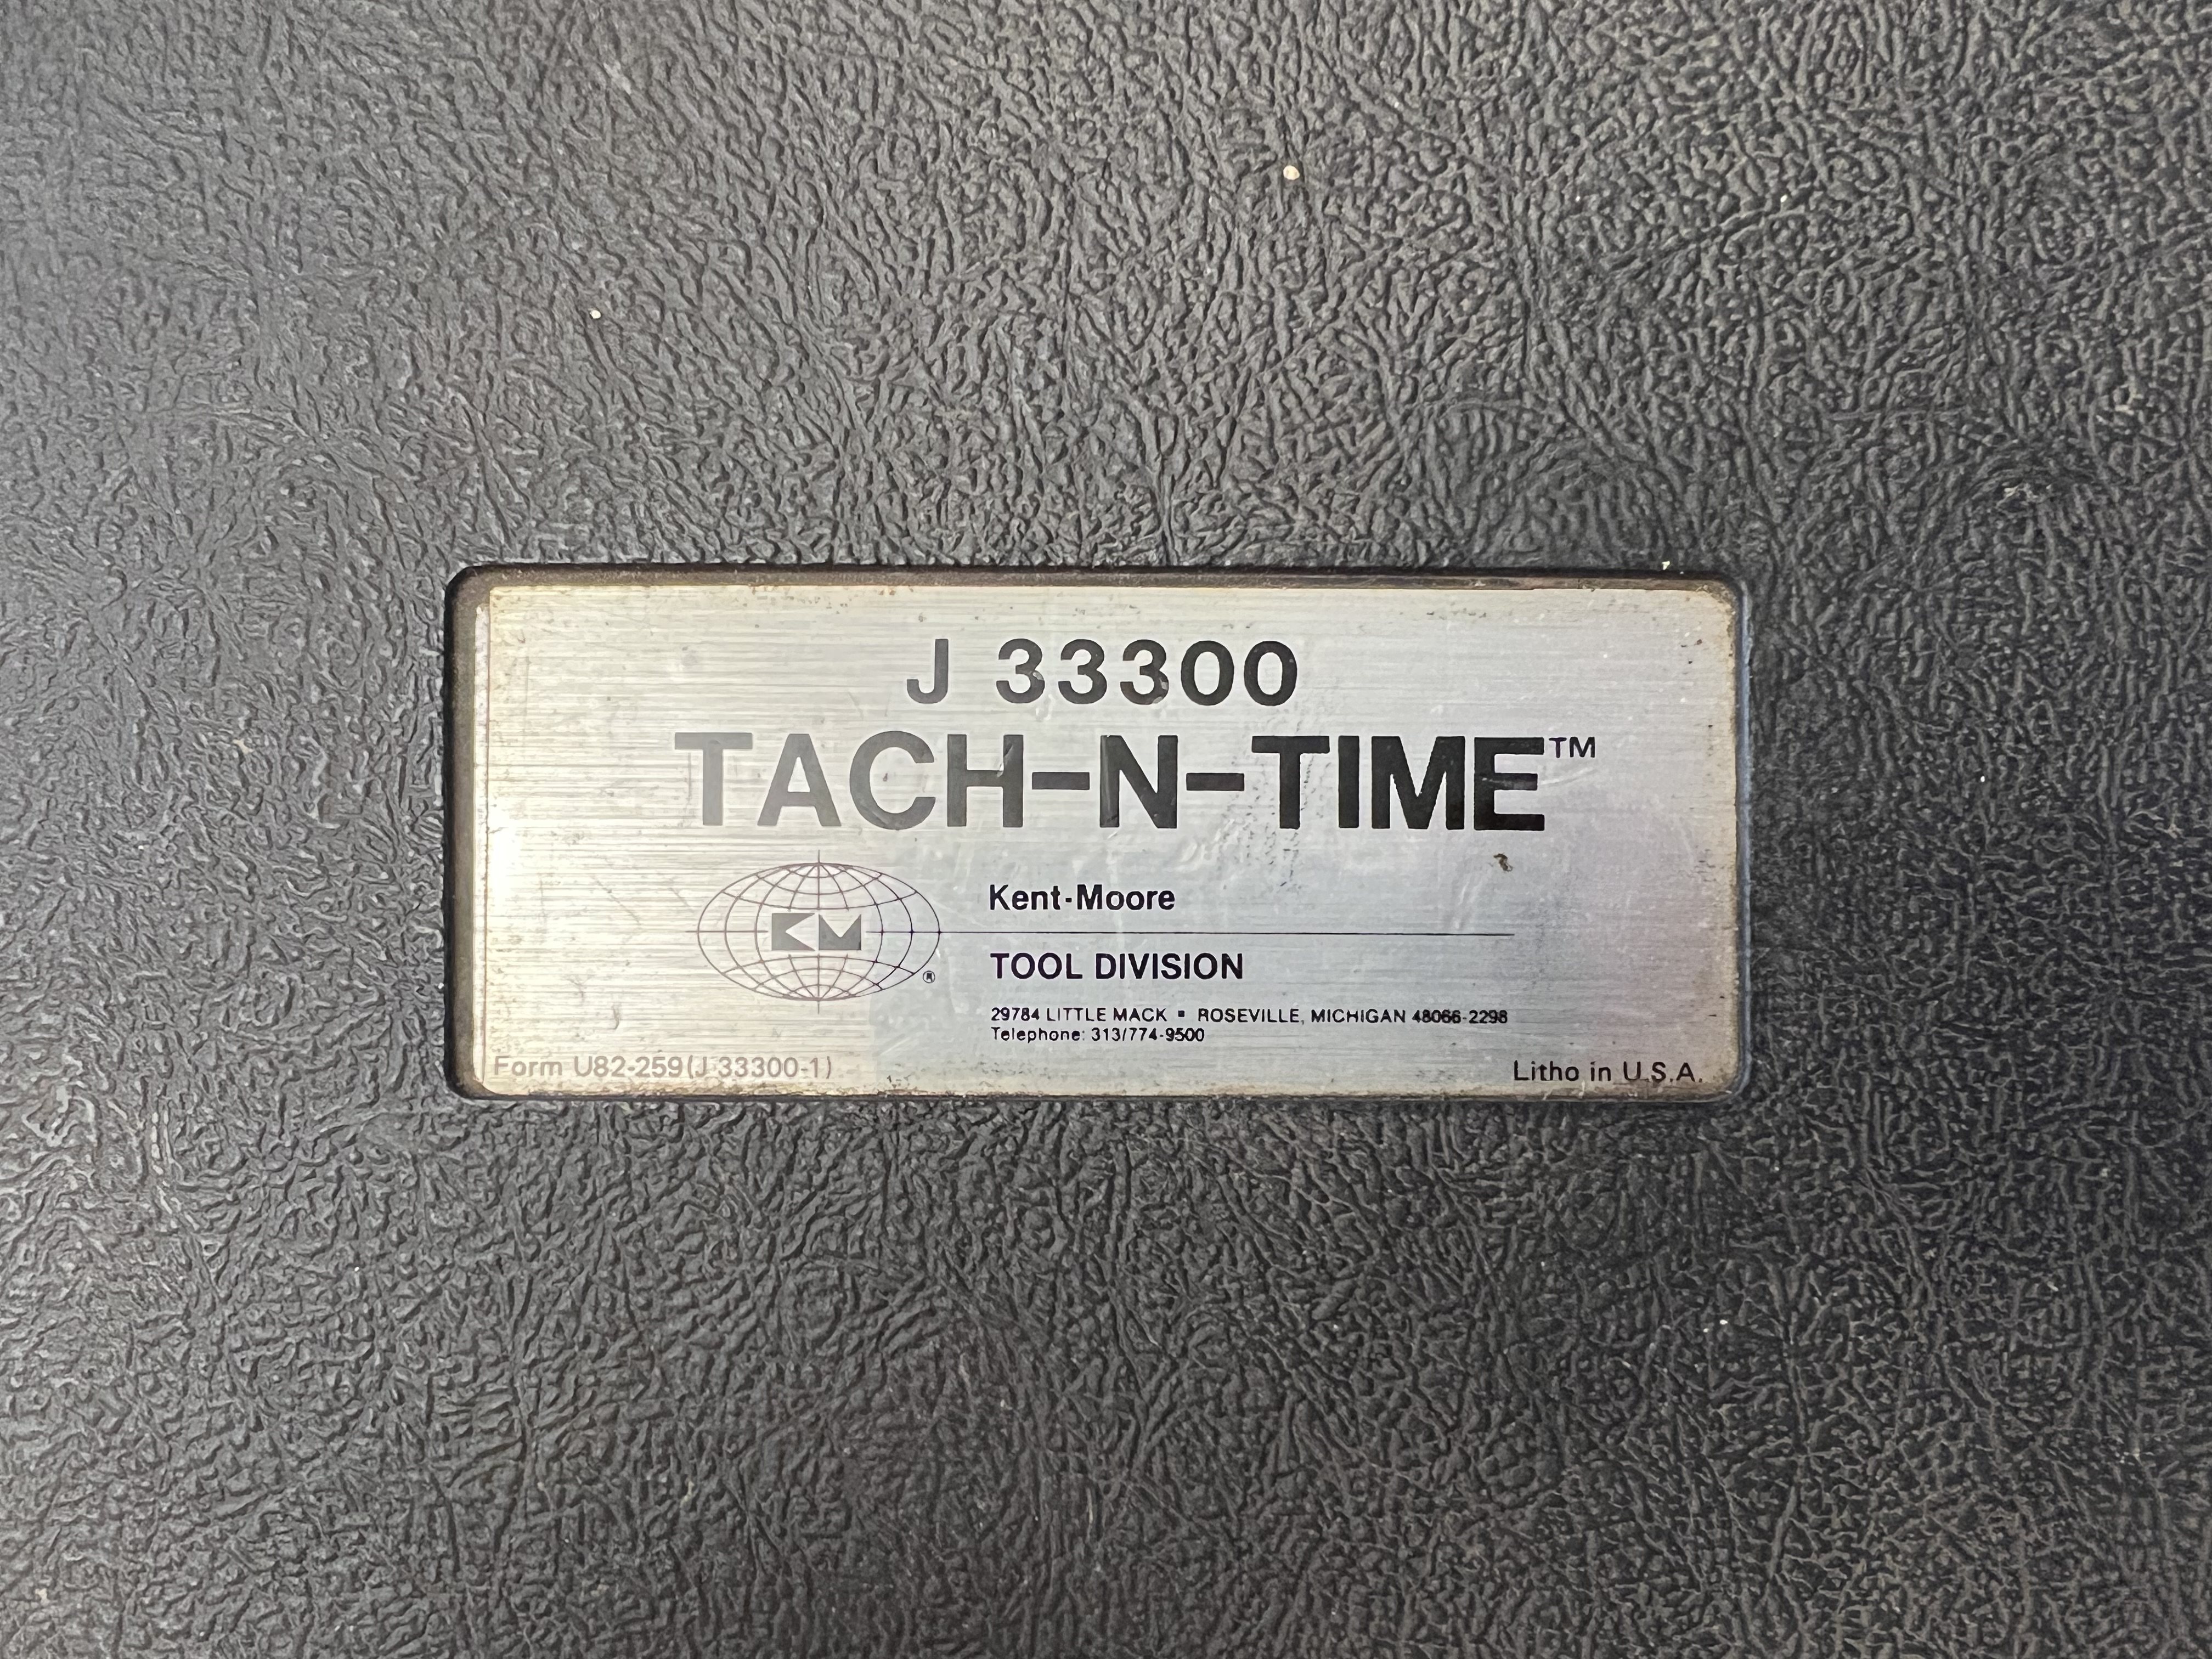 J 33300
TACH-N-TIME™
KM
®
Kent-Moore
TOOL DIVISION
29784 LITTLE MACK ▪ ROSEVILLE, MICHIGAN 48066-2298
Telephone: 313/774-9500
Form U82-259(J 33300-1)
Litho in U.S.A.